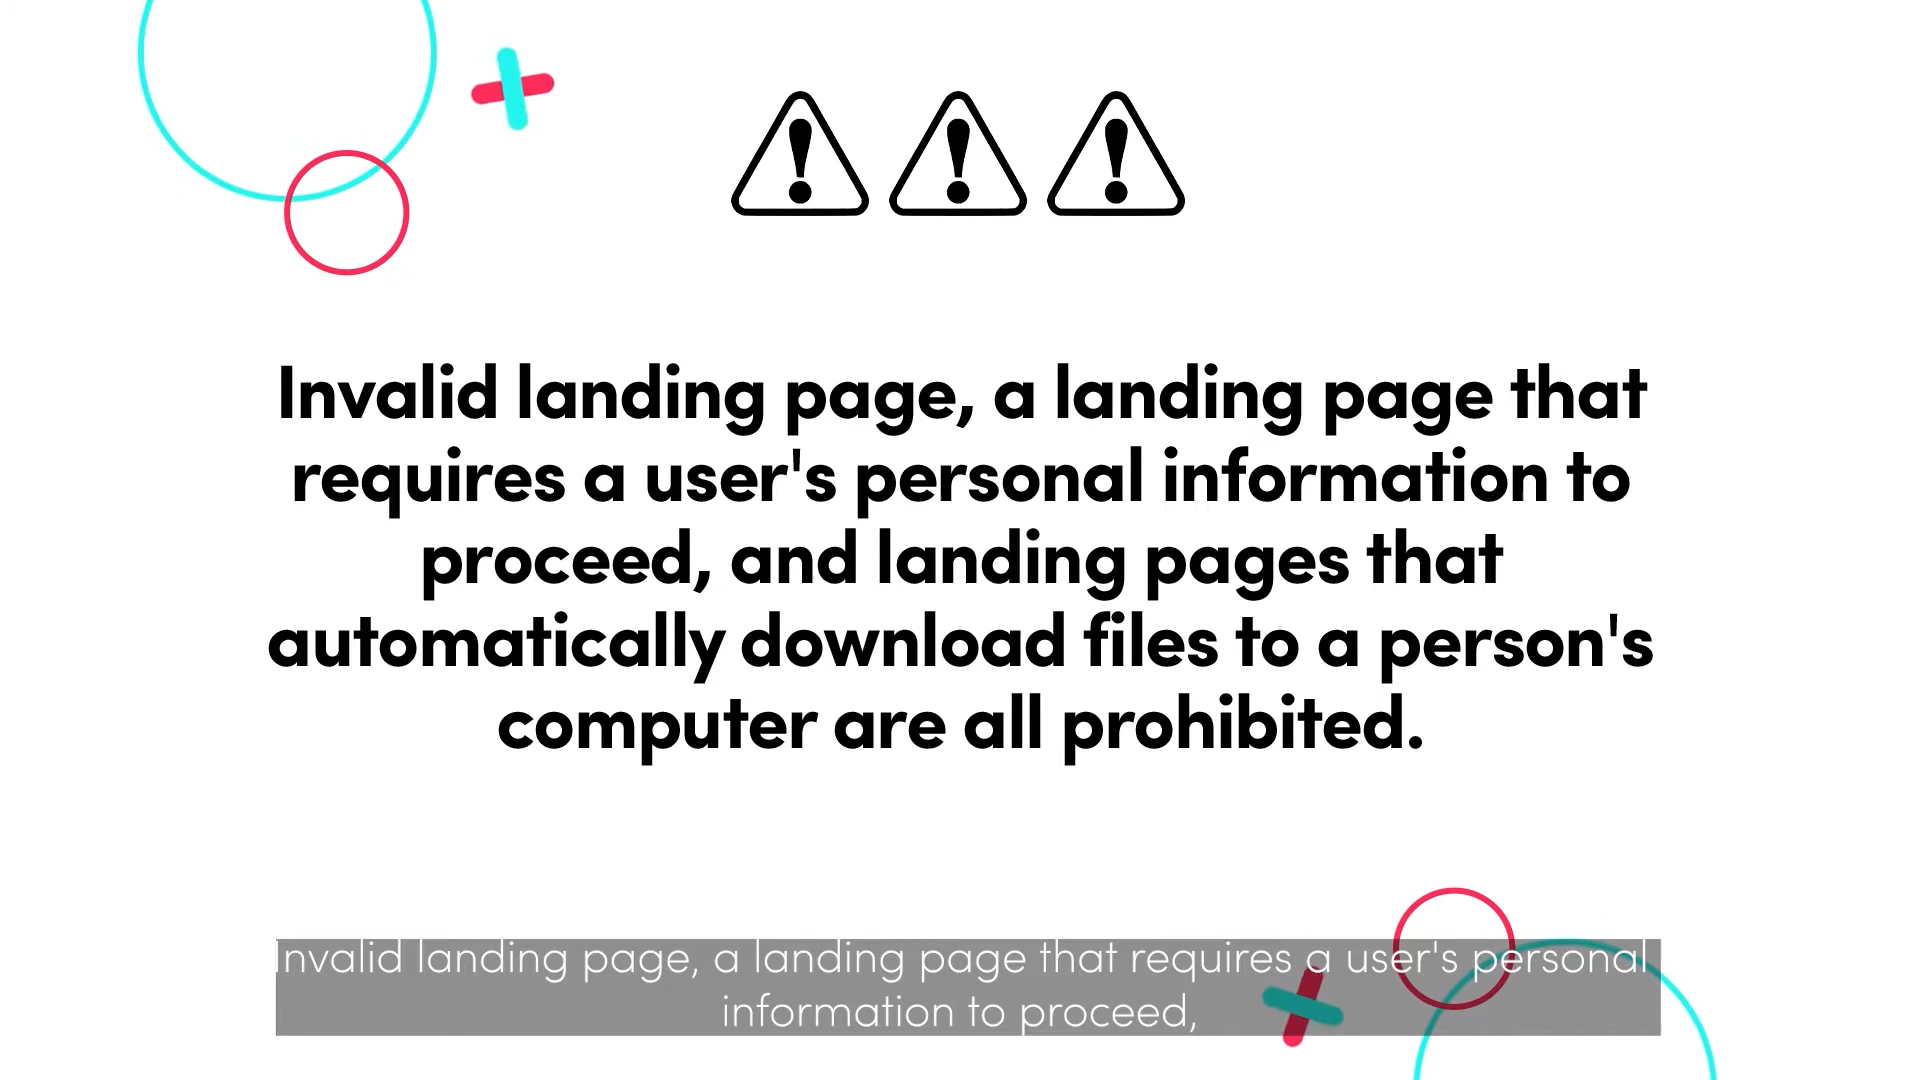 Invalid landing page, a landing page that
requires a user's personal information to
proceed, and landing pages that
automatically download files to a person's
computer are all prohibited.
Invalid landing page, a landing page that requires a user's personal
information to proceed,